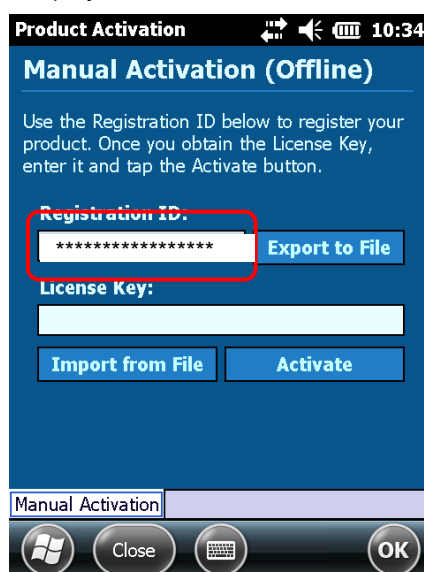 Product Activation 10:34
Manual Activation (Offline)
Use the Registration ID below to register your
product. Once you obtain the License Key,
enter it and tap the Activate button.
Registration ID:
***************** Export to File
License Key:
Import from File Activate
Manual Activation
Close OK